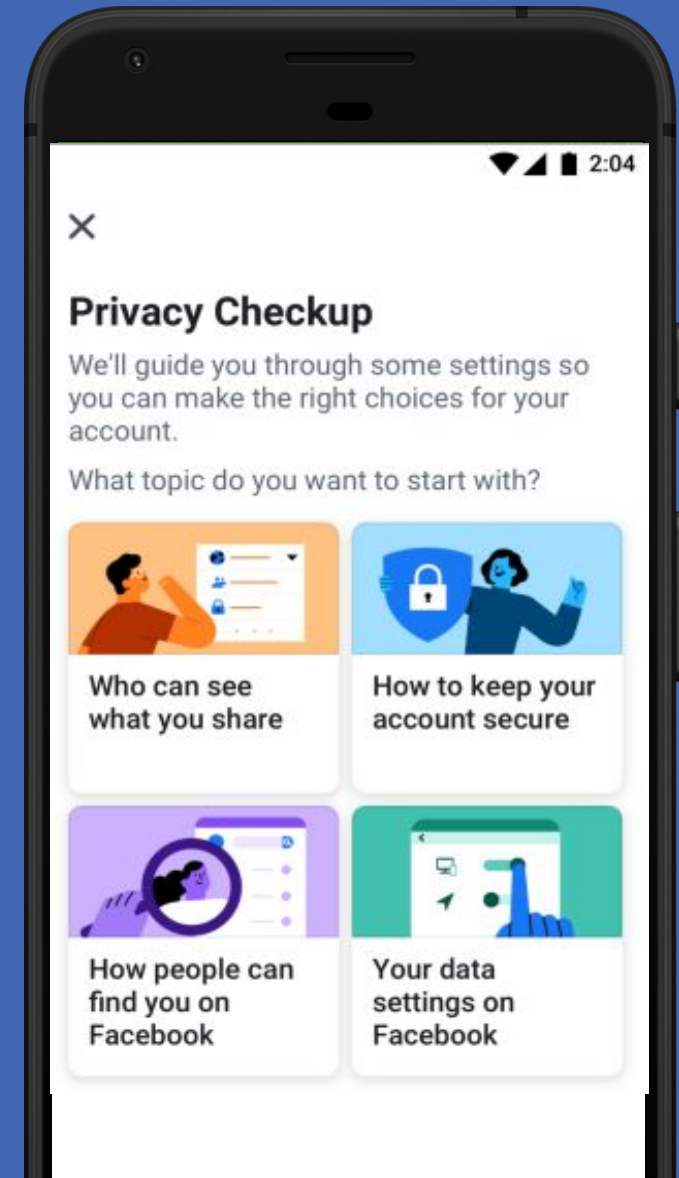 2:04
Privacy Checkup
We'll guide you through some settings so
you can make the right choices for your
account.
What topic do you want to start with?
Who can see
what you share
How to keep your
account secure
How people can
find you on
Facebook
Your data
settings on
Facebook